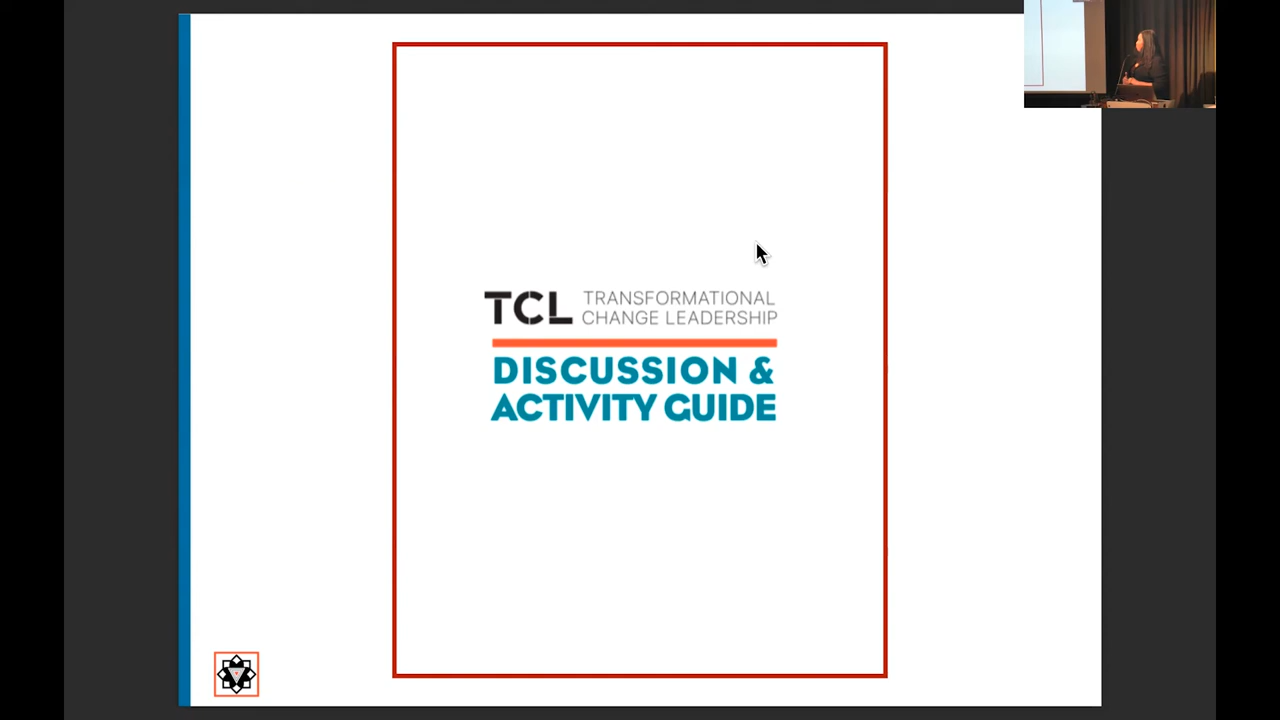 TCL TRANSFORMATIONAL
CHANGE LEADERSHIP
DISCUSSION &
ACTIVITY GUIDE